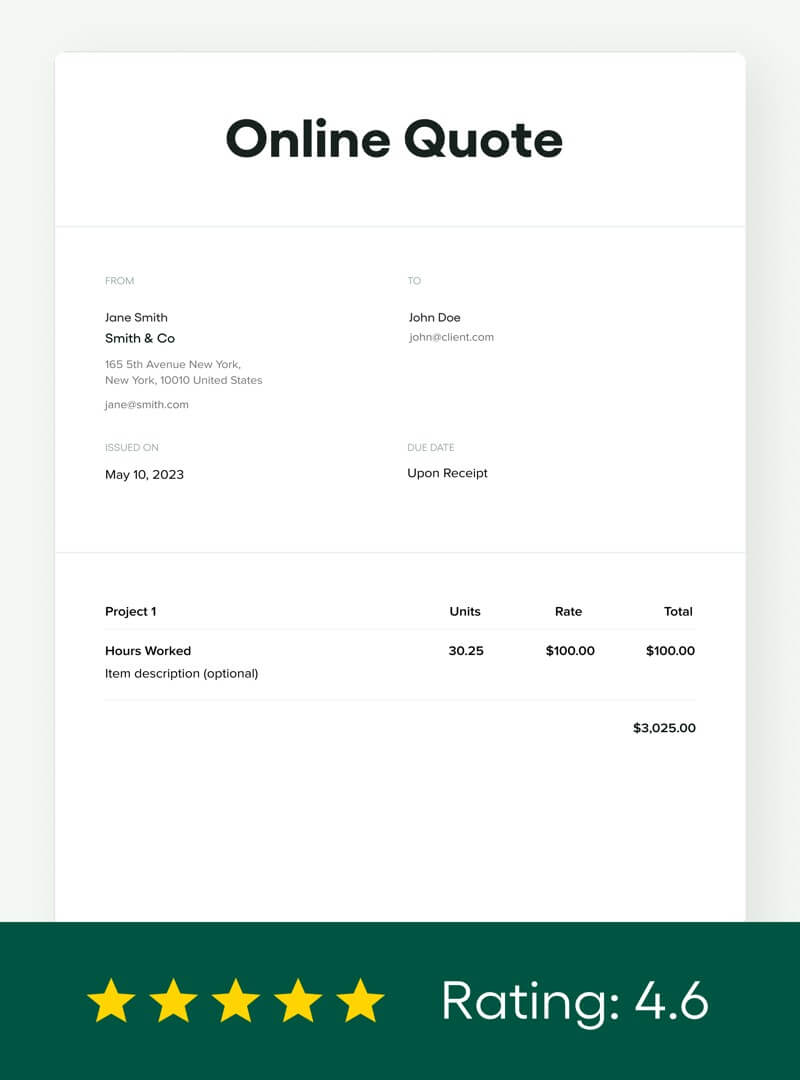 Online Quote
FROM
TO
Jane Smith
John Doe
Smith & Co
john@client.com
165 5th Avenue New York,
New York, 10010 United States
jane@smith.com
ISSUED ON
DUE DATE
May 10, 2023
Upon Receipt
Project 1 Units Rate Total
Hours Worked 30.25 $100.00 $100.00
Item description (optional)
$3,025.00
Rating: 4.6